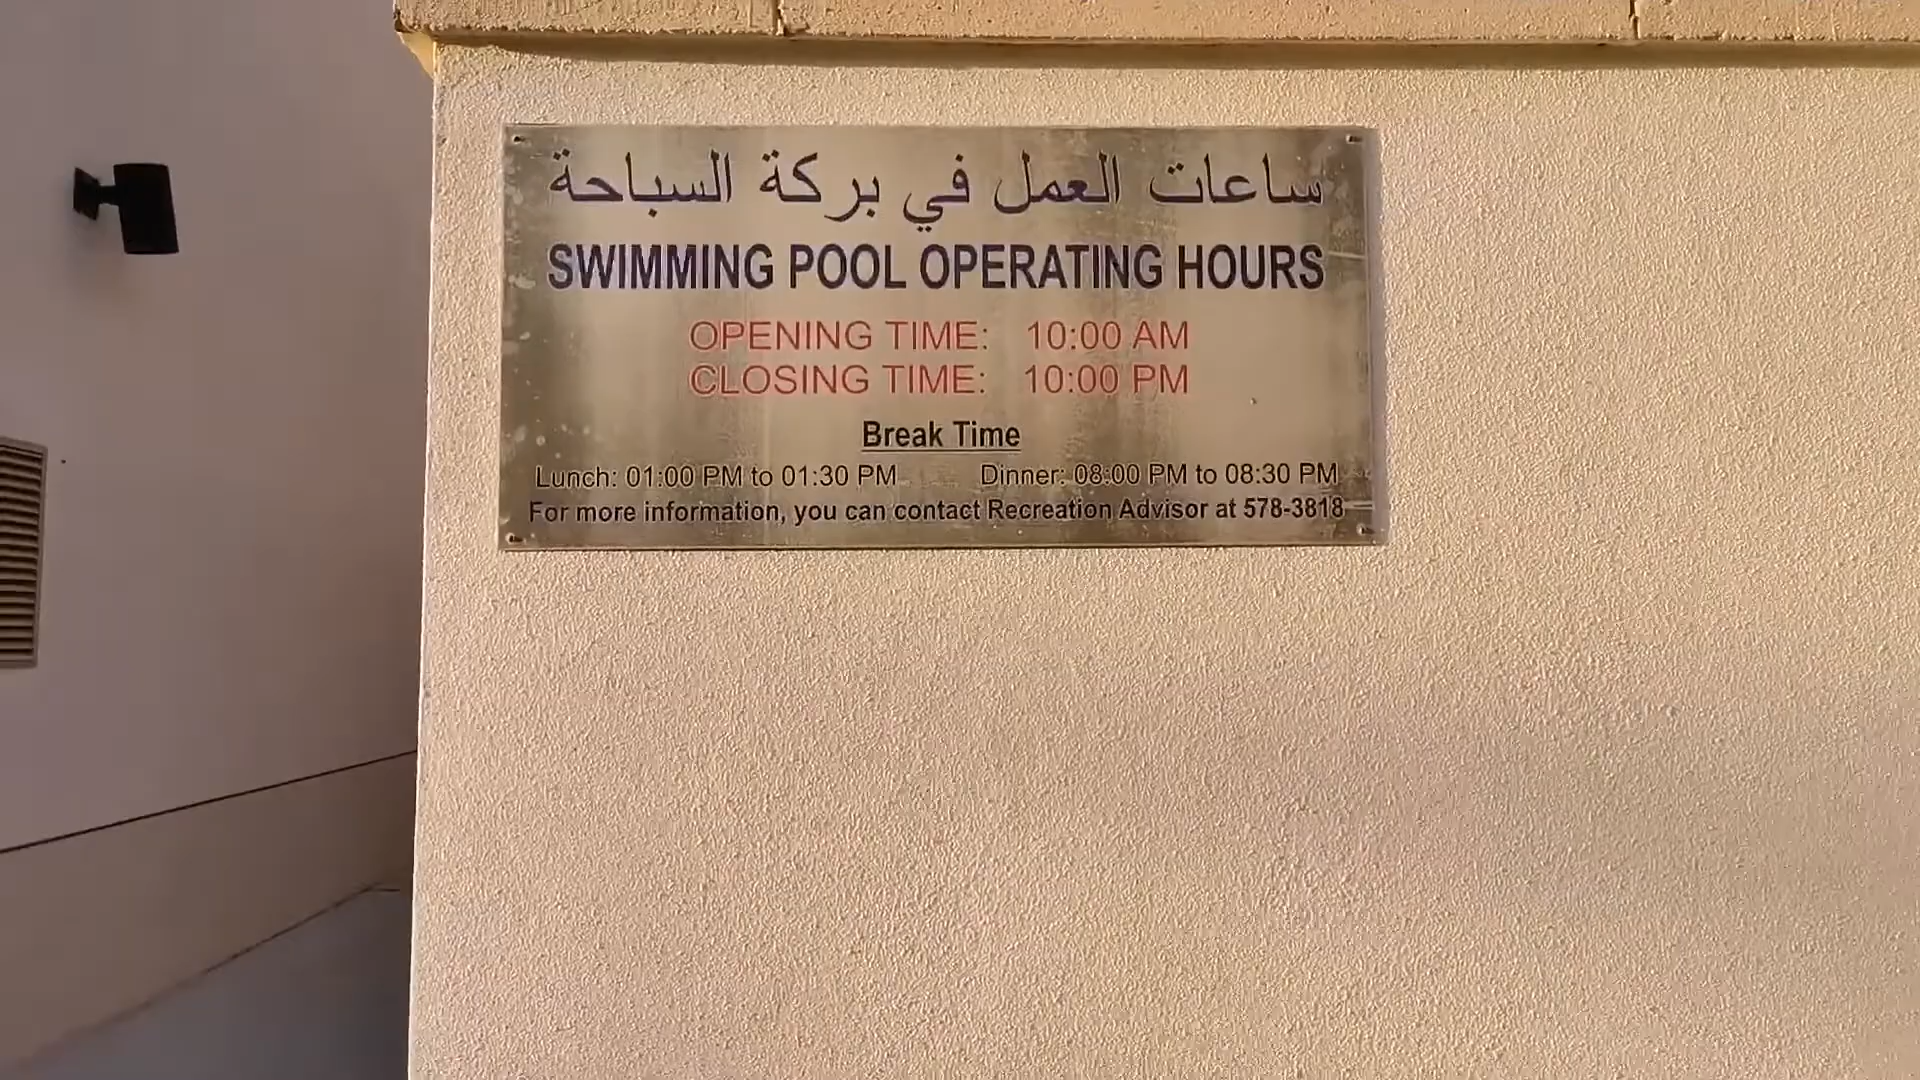 ساعات العمل في بركة السباحة
SWIMMING POOL OPERATING HOURS
OPENING TIME: 10:00 AM
CLOSING TIME: 10:00 PM
Break Time
Lunch: 01:00 PM to 01:30 PM Dinner: 08:00 PM to 08:30 PM
For more information, you can contact Recreation Advisor at 578-3818